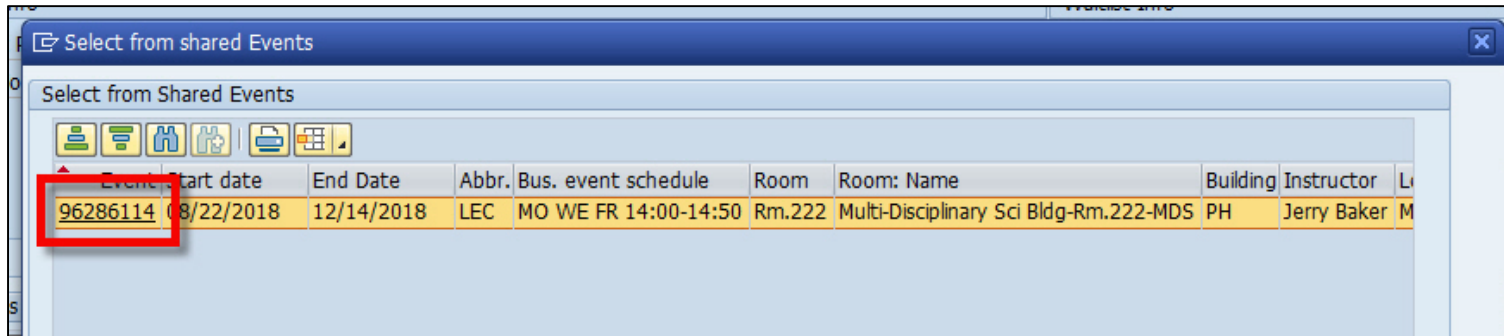 Select from shared Events
Select from Shared Events
Event Start date End Date Abbr. Bus. event schedule Room Room: Name Building Instructor
96286114 08/22/2018 12/14/2018 LEC MO WE FR 14:00-14:50 Rm.222 Multi-Disciplinary Sci Bldg-Rm.222-MDS PH Jerry Baker M